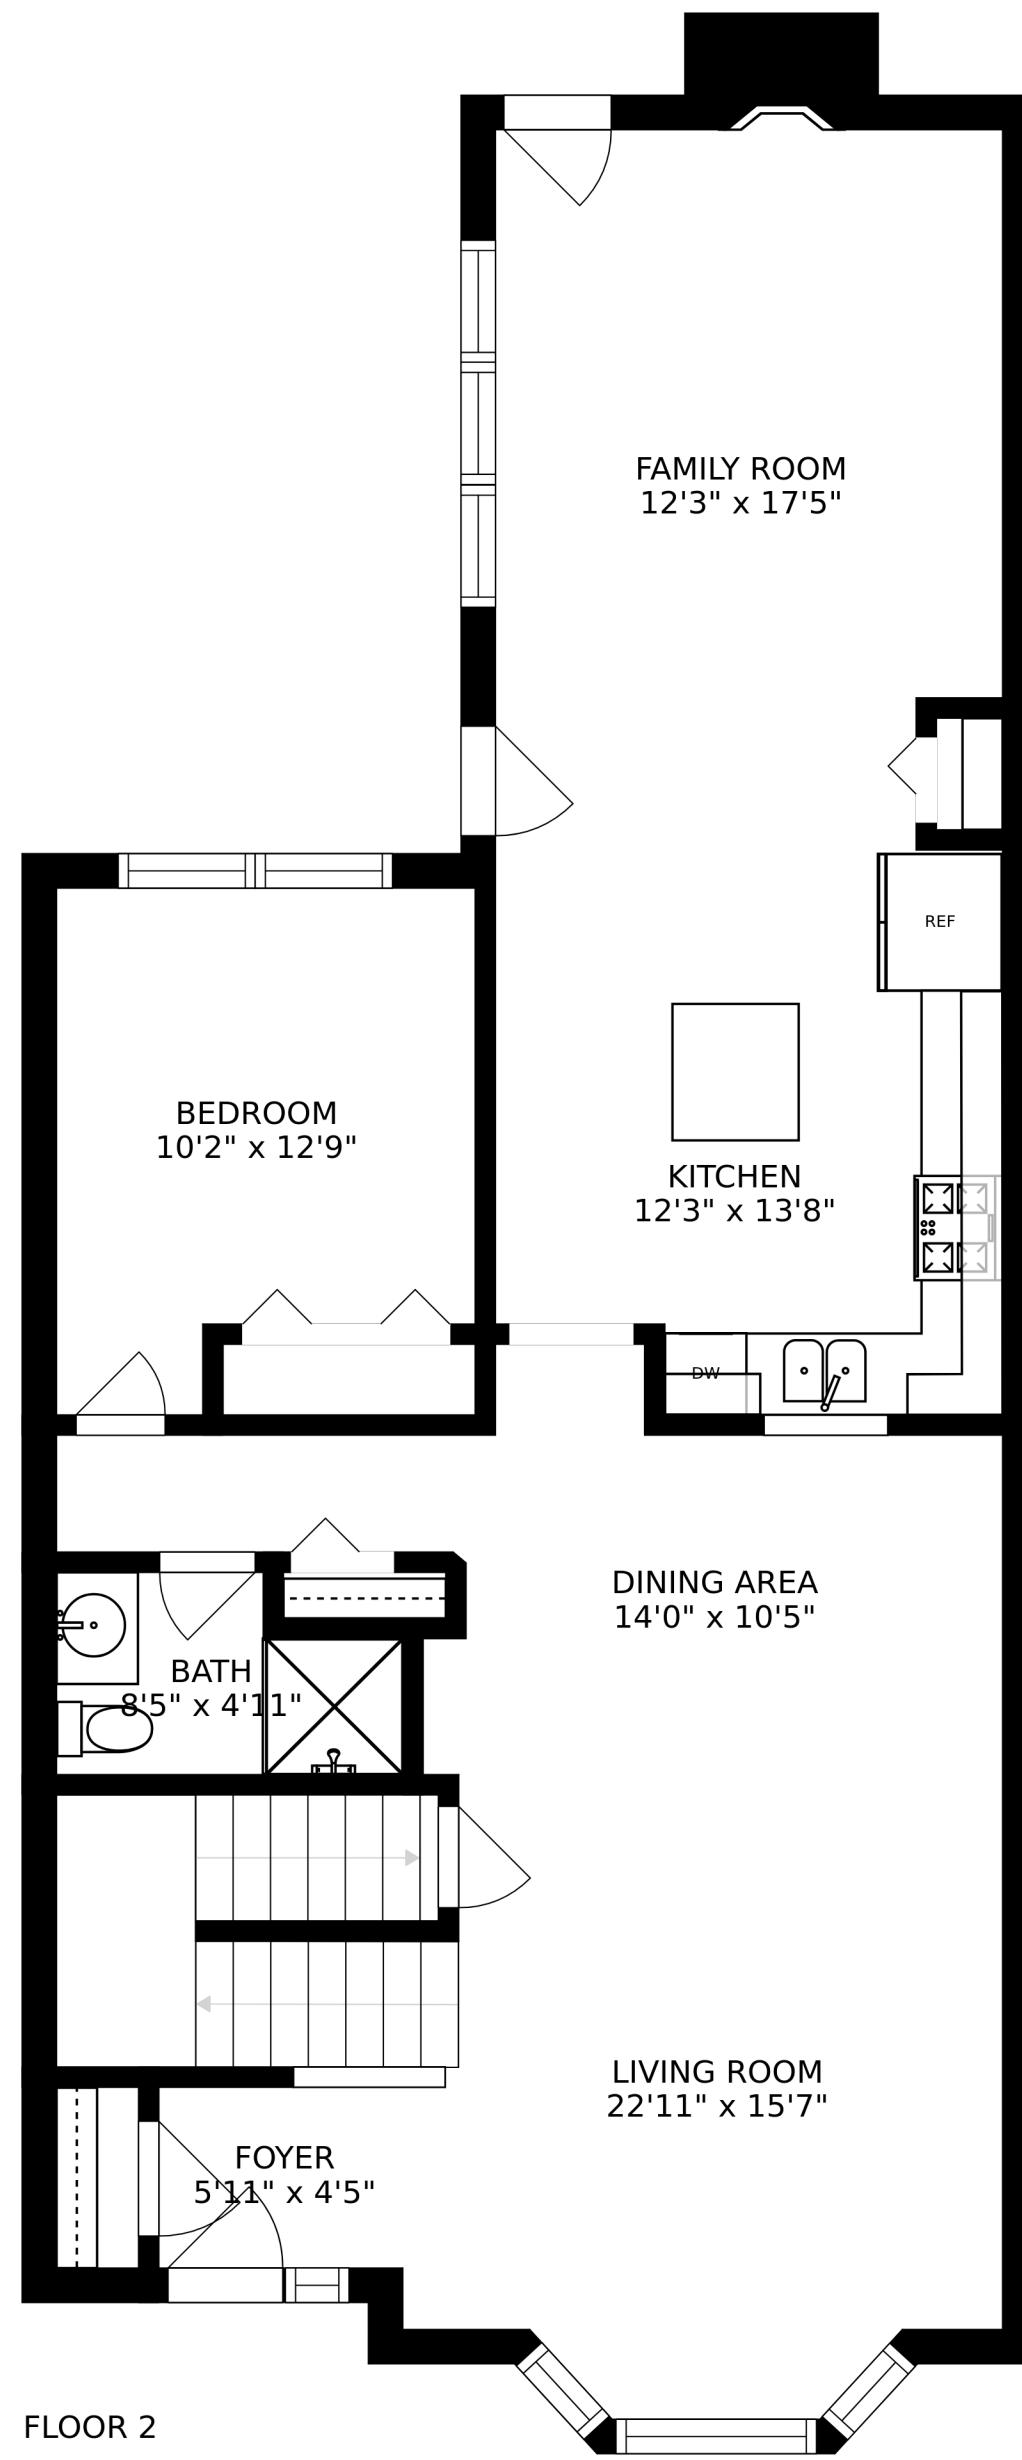 FAMILY ROOM
12'3" x 17'5"
REF
BEDROOM
10'2" x 12'9"
KITCHEN
12'3" x 13'8"
DW
DINING AREA
14'0" x 10'5"
BATH
8'5" x 4'11"
LIVING ROOM
22'11" x 15'7"
FOYER
5'11" x 4'5"
FLOOR 2